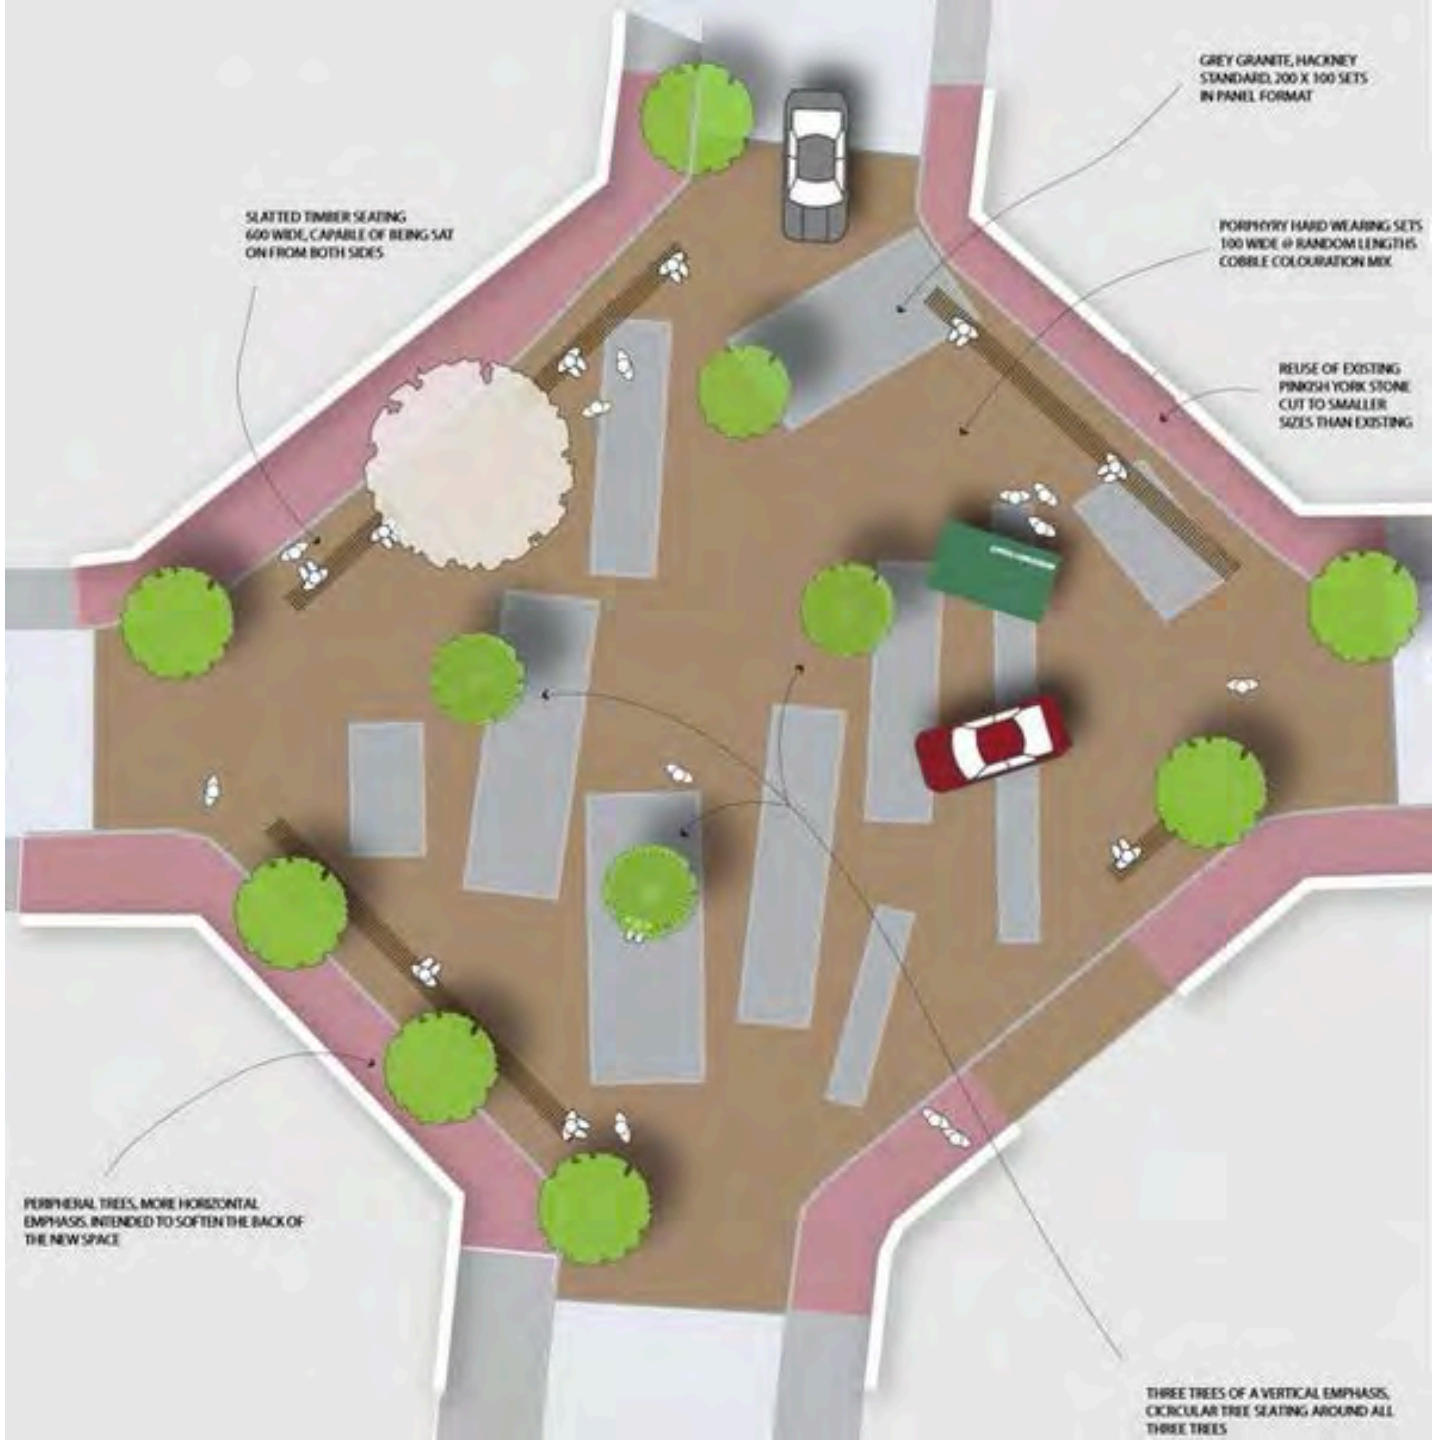 GREY GRANITE, HACKNEY
STANDARD, 200 X 100 SETS
IN PANEL FORMAT
SLATTED TIMBER SEATING
600 WIDE, CAPABLE OF BEING SAT
ON FROM BOTH SIDES
PORPHYRY HARD WEARING SETS
100 WIDE @ RANDOM LENGTHS
COBBLE COLOURATION MIX
REUSE OF EXISTING
PINKISH YORK STONE
CUT TO SMALLER
SIZES THAN EXISTING
PERIPHERAL TREES, MORE HORIZONTAL
EMPHASIS. INTENDED TO SOFTEN THE BACK OF
THE NEW SPACE
THREE TREES OF A VERTICAL EMPHASIS,
CICRCULAR TREE SEATING AROUND ALL
THREE TREES